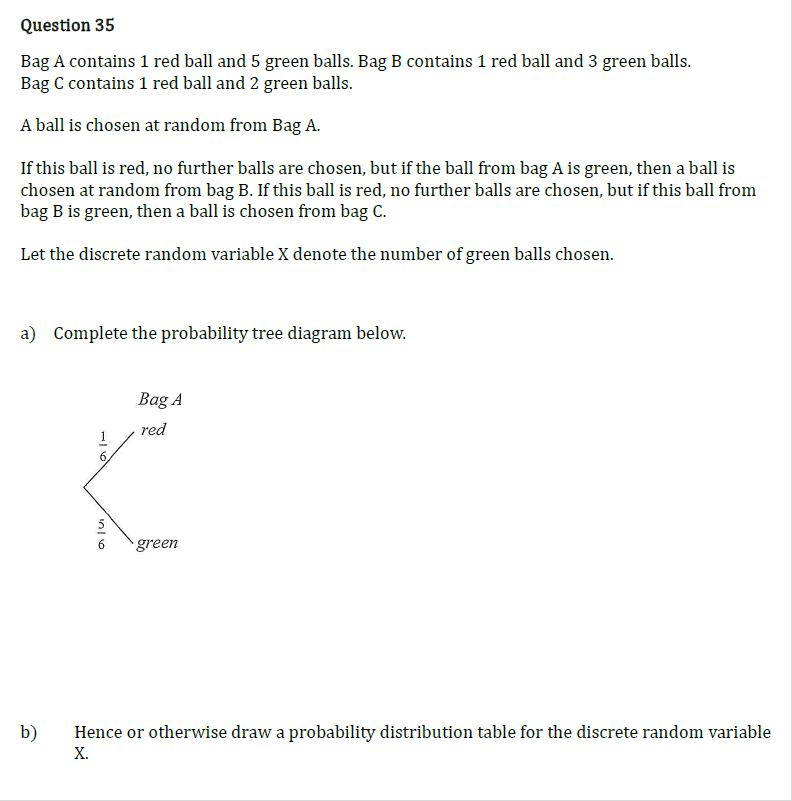 Question 35
Bag A contains 1 red ball and 5 green balls. Bag B contains 1 red ball and 3 green balls.
Bag C contains 1 red ball and 2 green balls.
A ball is chosen at random from Bag A.
If this ball is red, no further balls are chosen, but if the ball from bag A is green, then a ball is
chosen at random from bag B. If this ball is red, no further balls are chosen, but if this ball from
bag B is green, then a ball is chosen from bag C.
Let the discrete random variable X denote the number of green balls chosen.
a) Complete the probability tree diagram below.
Bag A
red
1
6
5
6
green
b) Hence or otherwise draw a probability distribution table for the discrete random variable
X.